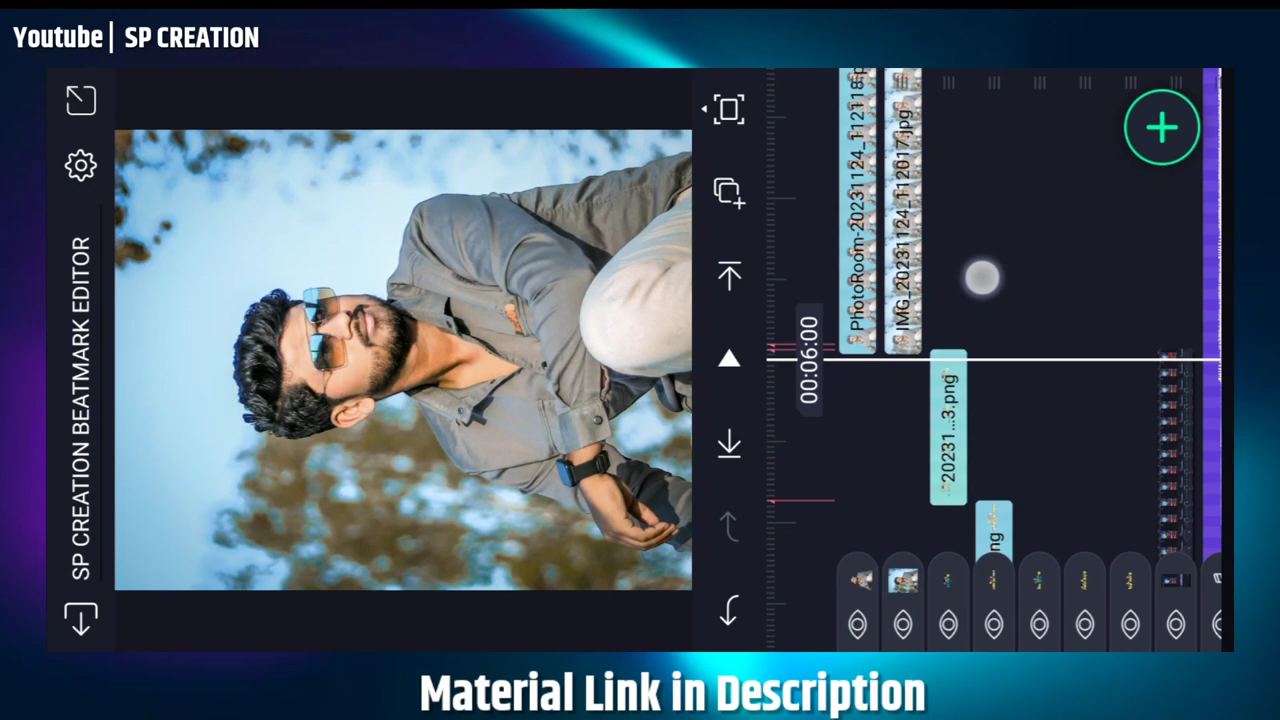 Youtube | SP CREATION
SP CREATION BEATMARK EDITOR
00:06:00
PhotoRoom-20231124_112118.p
IMG_20231124_112017.jpg
20231...3.png
ng
Material Link in Description